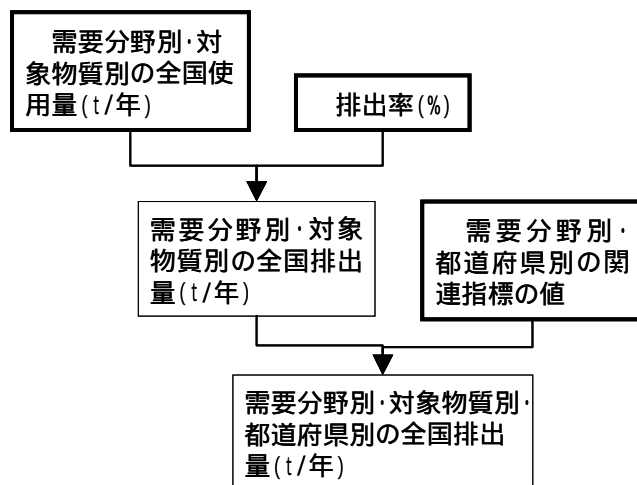 需要分野別・対
象物質別の全国使
用量(t/年)
排出率(%)
需要分野別・対象
物質別の全国排出
量(t/年)
需要分野別・
都道府県別の関
連指標の値
需要分野別・対象物質別・
都道府県別の全国排出
量(t/年)